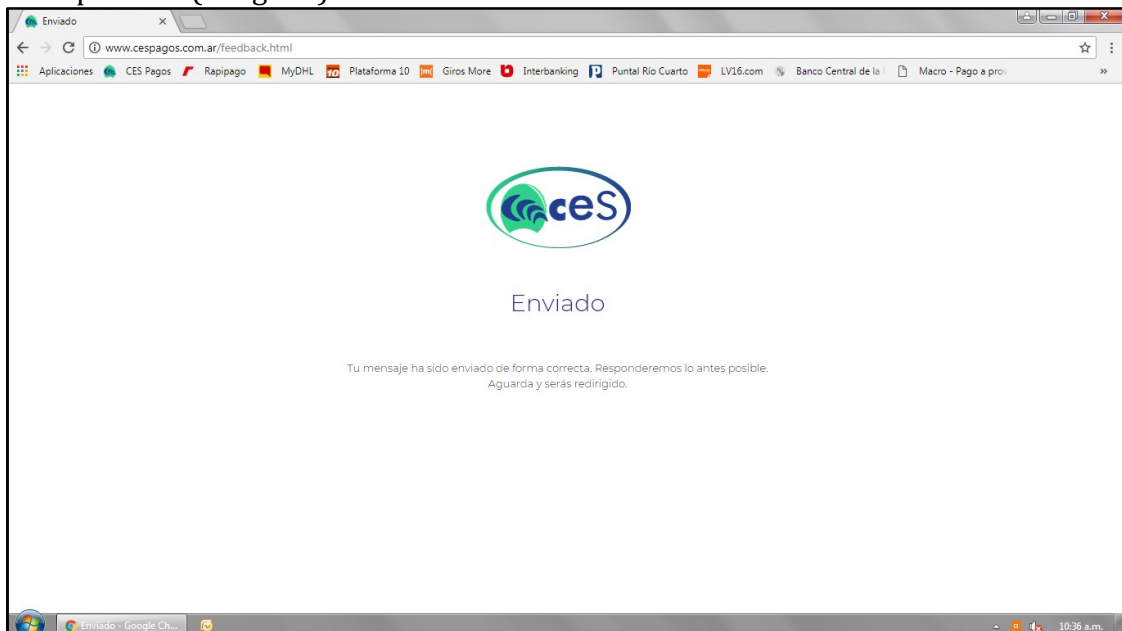 Enviado
www.cespagos.com.ar/feedback.html
Aplicaciones CES Pagos Rapipago MyDHL Plataforma 10 Giros More Interbanking Puntal Río Cuarto LV16.com Banco Central de la Macro - Pago a prov »
ceS
Enviado
Tu mensaje ha sido enviado de forma correcta. Responderemos lo antes posible.
Aguarda y serás redirigido.
Enviado - Google Ch... 10:36 a.m.